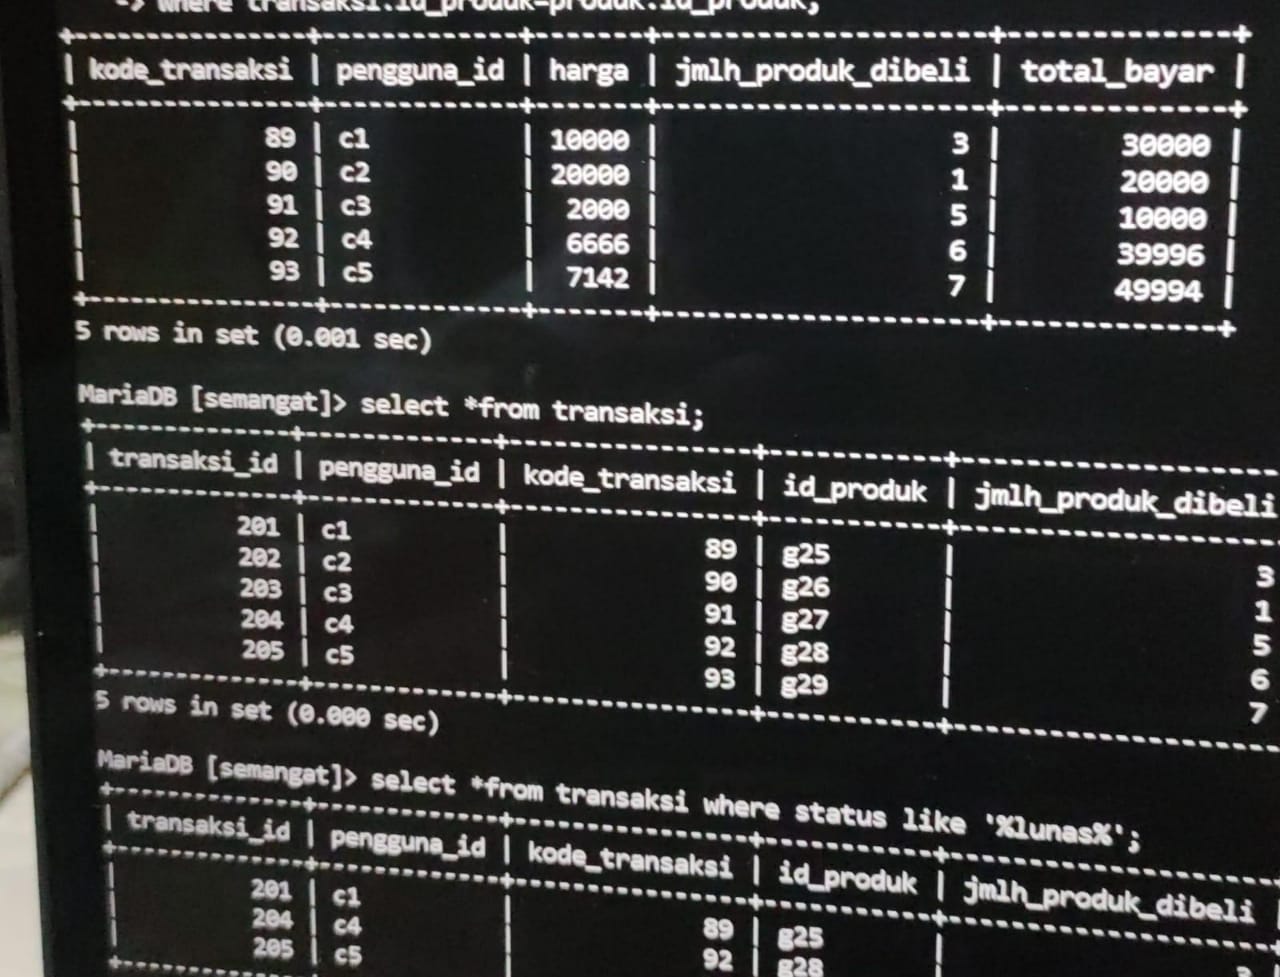 -> where transaksi.id_produk=produk.id_produk;
| kode_transaksi | pengguna_id | harga | jmlh_produk_dibeli | total_bayar |
| 89 | c1 | 10000 | 3 | 30000 |
| 90 | c2 | 20000 | 1 | 20000 |
| 91 | c3 | 2000 | 5 | 10000 |
| 92 | c4 | 6666 | 6 | 39996 |
| 93 | c5 | 7142 | 7 | 49994 |
5 rows in set (0.001 sec)
MariaDB [semangat]> select *from transaksi;
| transaksi_id | pengguna_id | kode_transaksi | id_produk | jmlh_produk_dibeli
| 201 | c1 | 89 | g25 | 3
| 202 | c2 | 90 | g26 | 1
| 203 | c3 | 91 | g27 | 5
| 204 | c4 | 92 | g28 | 6
| 205 | c5 | 93 | g29 | 7
5 rows in set (0.000 sec)
MariaDB [semangat]> select *from transaksi where status like '%lunas%';
| transaksi_id | pengguna_id | kode_transaksi | id_produk | jmlh_produk_dibeli |
| 201 | c1 | 89 | g25 |
| 204 | c4 | 92 | g28 |
| 205 | c5 |